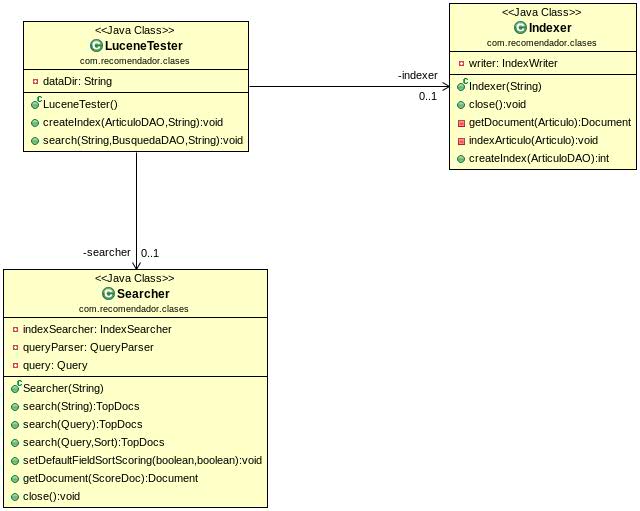 <<Java Class>>
LuceneTester
com.recomendador.clases
dataDir: String
LuceneTester()
createIndex(ArticuloDAO,String):void
search(String,BusquedaDAO,String):void
-indexer
0..1
<<Java Class>>
Indexer
com.recomendador.clases
writer: IndexWriter
Indexer(String)
close():void
getDocument(Articulo):Document
indexArticulo(Articulo):void
createIndex(ArticuloDAO):int
-searcher
0..1
<<Java Class>>
Searcher
com.recomendador.clases
indexSearcher: IndexSearcher
queryParser: QueryParser
query: Query
Searcher(String)
search(String):TopDocs
search(Query):TopDocs
search(Query,Sort):TopDocs
setDefaultFieldSortScoring(boolean,boolean):void
getDocument(ScoreDoc):Document
close():void